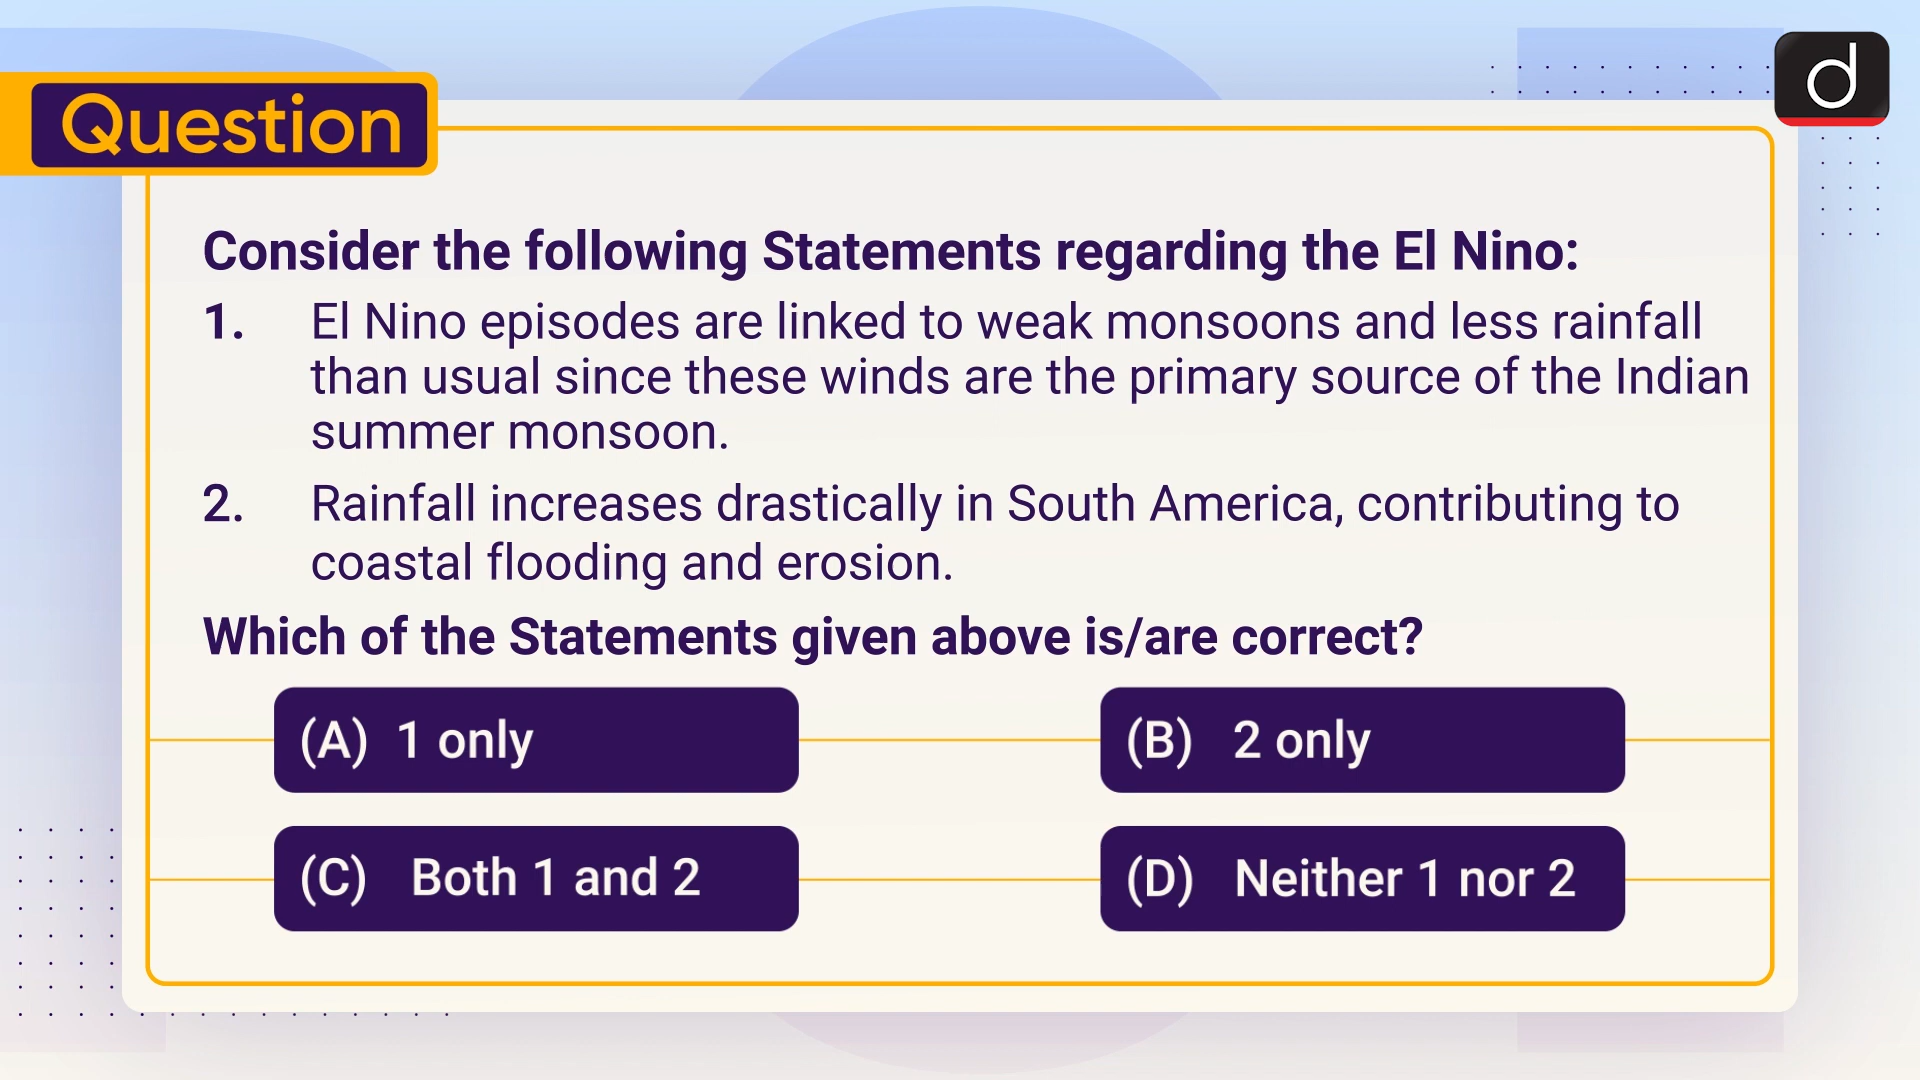 Question
Consider the following Statements regarding the El Nino:
1. El Nino episodes are linked to weak monsoons and less rainfall
than usual since these winds are the primary source of the Indian
summer monsoon.
2. Rainfall increases drastically in South America, contributing to
coastal flooding and erosion.
Which of the Statements given above is/are correct?
(A) 1 only
(B) 2 only
(C) Both 1 and 2
(D) Neither 1 nor 2
d